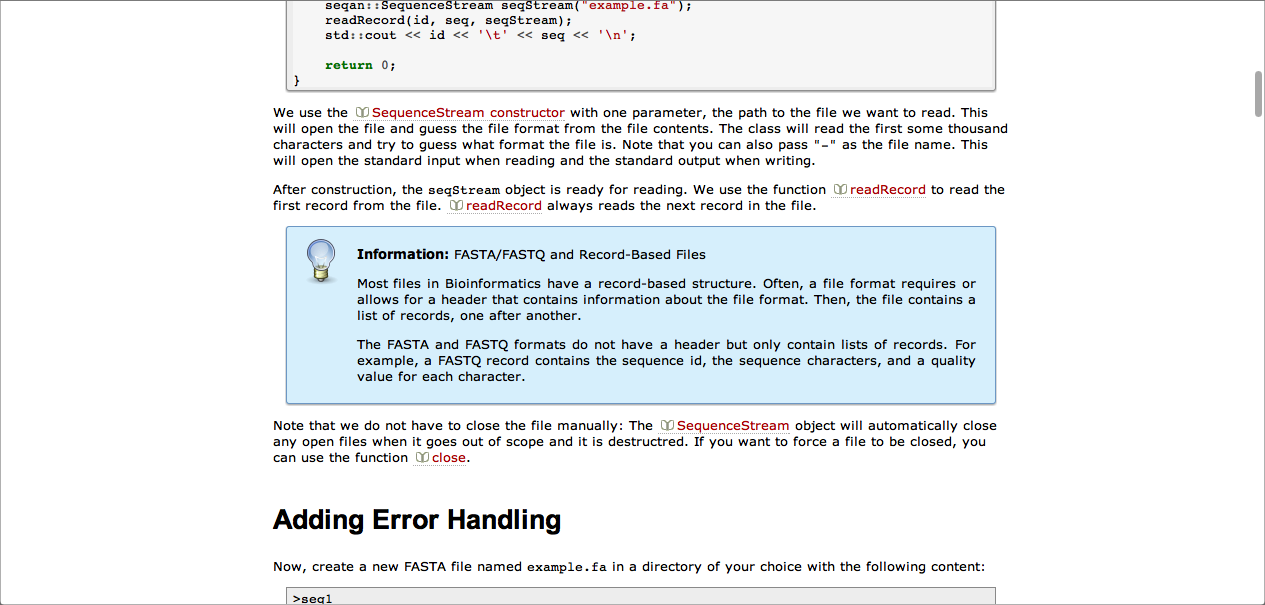 seqan::SequenceStream seqStream("example.fa");
readRecord(id, seq, seqStream);
std::cout << id << '\t' << seq << '\n';
return 0;
}
We use the SequenceStream constructor with one parameter, the path to the file we want to read. This
will open the file and guess the file format from the file contents. The class will read the first some thousand
characters and try to guess what format the file is. Note that you can also pass "-" as the file name. This
will open the standard input when reading and the standard output when writing.
After construction, the seqStream object is ready for reading. We use the function readRecord to read the
first record from the file. readRecord always reads the next record in the file.
Information: FASTA/FASTQ and Record-Based Files
Most files in Bioinformatics have a record-based structure. Often, a file format requires or
allows for a header that contains information about the file format. Then, the file contains a
list of records, one after another.
The FASTA and FASTQ formats do not have a header but only contain lists of records. For
example, a FASTQ record contains the sequence id, the sequence characters, and a quality
value for each character.
Note that we do not have to close the file manually: The SequenceStream object will automatically close
any open files when it goes out of scope and it is destructred. If you want to force a file to be closed, you
can use the function close.
Adding Error Handling
Now, create a new FASTA file named example.fa in a directory of your choice with the following content:
>seq1